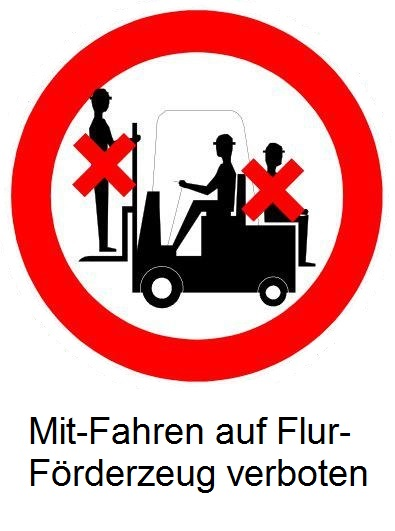 Mit-Fahren auf Flur-
Förderzeug verboten